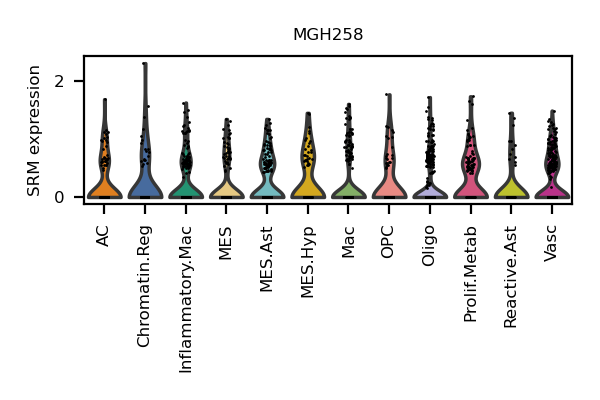 MGH258
SRM expression
2
0
AC
Chromatin.Reg
Inflammatory.Mac
MES
MES.Ast
MES.Hyp
Mac
OPC
Oligo
Prolif.Metab
Reactive.Ast
Vasc